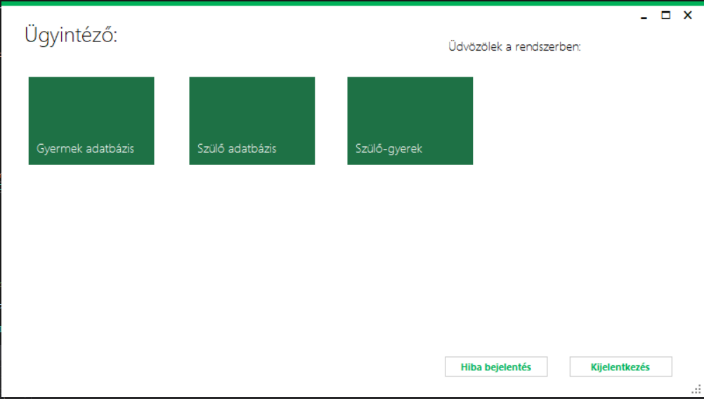 Ügyintéző:
Üdvözölek a rendszerben:
Gyermek adatbázis
Szülő adatbázis
Szülő-gyerek
Hiba bejelentés
Kijelentkezés